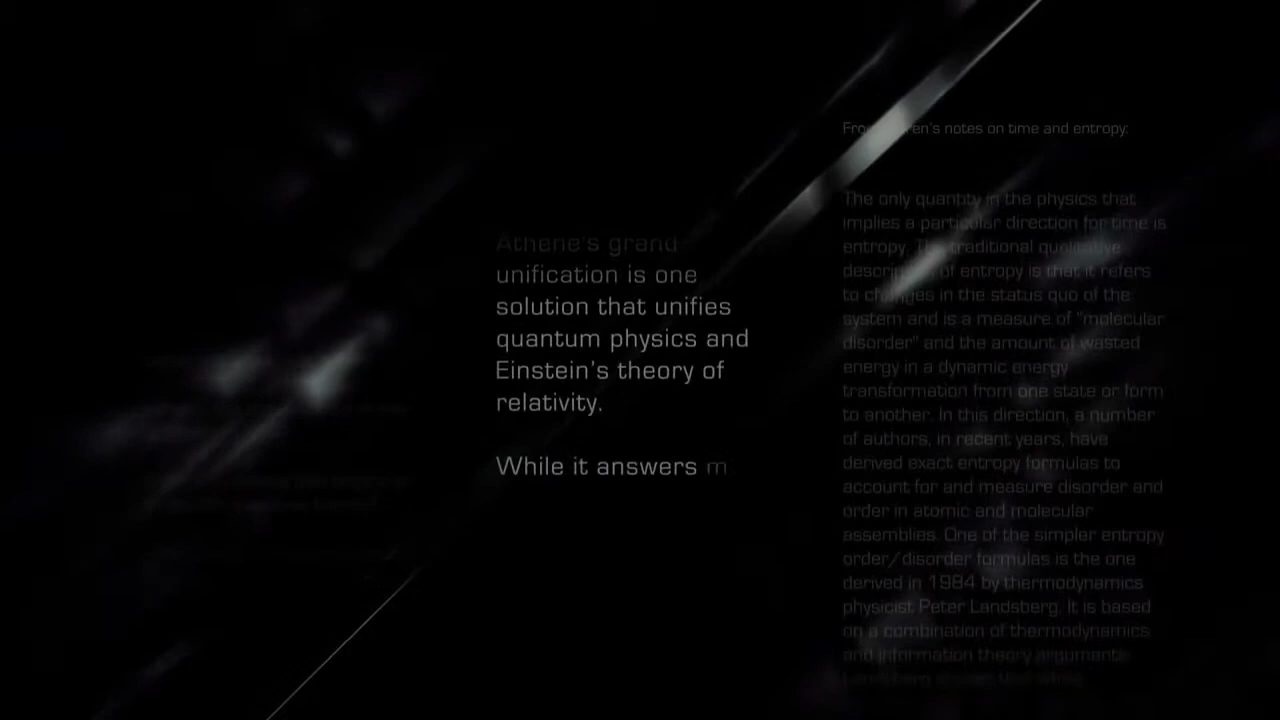 Athene's grand
unification is one
solution that unifies
quantum physics and
Einstein's theory of
relativity.
While it answers m
notes on time and entropy:
The only quantity in the physics that
implies a particular direction for time is
entropy. The traditional qualitative
of entropy is that it refers
to changes in the status quo of the
system and is a measure of "molecular
disorder" and the amount of wasted
energy in a dynamic energy
transformation from one state or form
to another. In this direction, a number
of authors, in recent years, have
derived exact entropy formulas to
account for and measure disorder and
order in atomic and molecular
assemblies. One of the simpler entropy
order/disorder formulas is the one
derived in 1984 by thermodynamics
physicist Peter Landsberg. It is based
on a combination of thermodynamics
and information theory arguments.